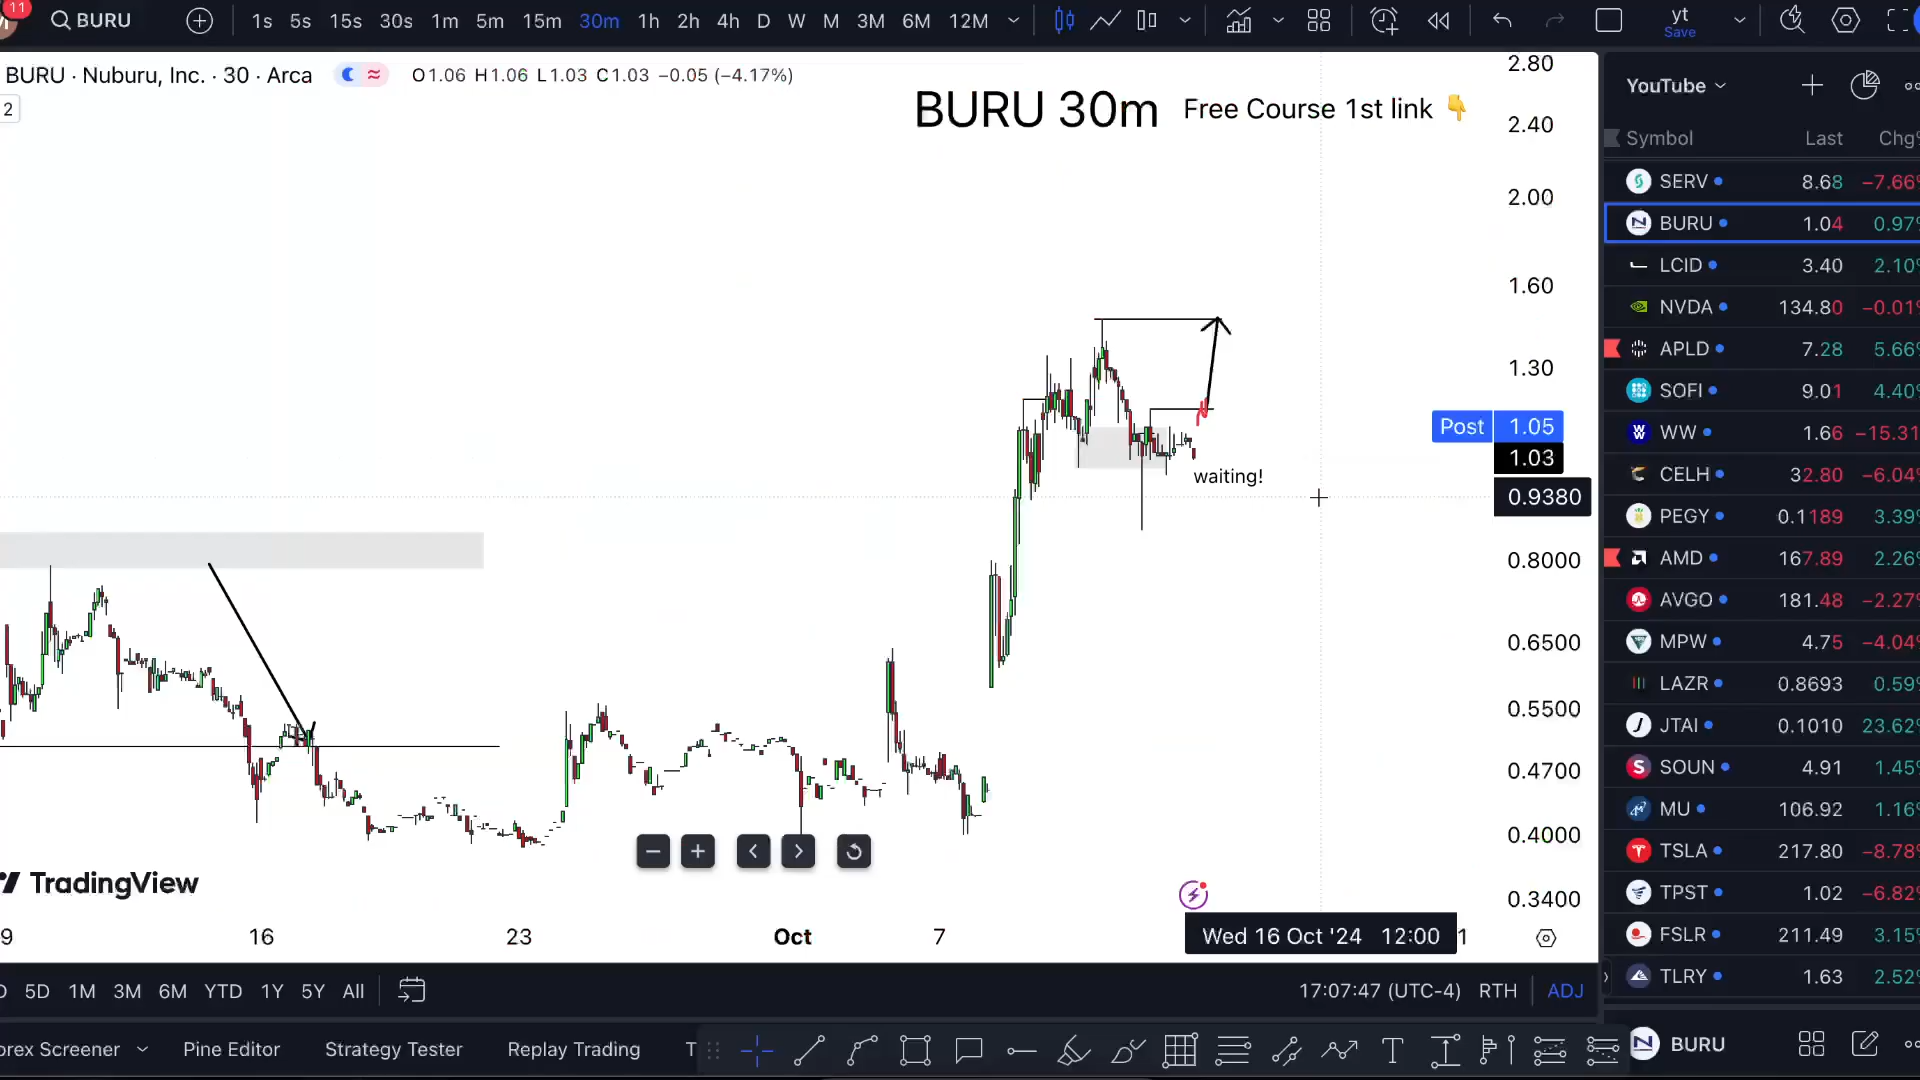 11
BURU
1s 5s 15s 30s 1m 5m 15m 30m 1h 2h 4h D W M 3M 6M 12M
yt
Save
BURU · Nuburu, Inc. · 30 · Arca O1.06 H1.06 L1.03 C1.03 −0.05 (−4.17%)
2
BURU 30m Free Course 1st link
2.80
2.40
2.00
1.60
1.30
Post 1.05
1.03
0.9380
0.8000
0.6500
0.5500
0.4700
0.4000
0.3400
waiting!
TradingView
9 16 23 Oct 7 Wed 16 Oct '24 12:00 1
5D 1M 3M 6M YTD 1Y 5Y All
17:07:47 (UTC-4) RTH ADJ
orex Screener Pine Editor Strategy Tester Replay Trading T
YouTube
Symbol Last Chg%
SERV 8.68 −7.66%
BURU 1.04 0.97%
LCID 3.40 2.10%
NVDA 134.80 −0.01%
APLD 7.28 5.66%
SOFI 9.01 4.40%
WW 1.66 −15.31
CELH 32.80 −6.04%
PEGY 0.1189 3.39%
AMD 167.89 2.26%
AVGO 181.48 −2.27%
MPW 4.75 −4.04%
LAZR 0.8693 0.59%
JTAI 0.1010 23.62%
SOUN 4.91 1.45%
MU 106.92 1.16%
TSLA 217.80 −8.78%
TPST 1.02 −6.82%
FSLR 211.49 3.15%
TLRY 1.63 2.52%
BURU